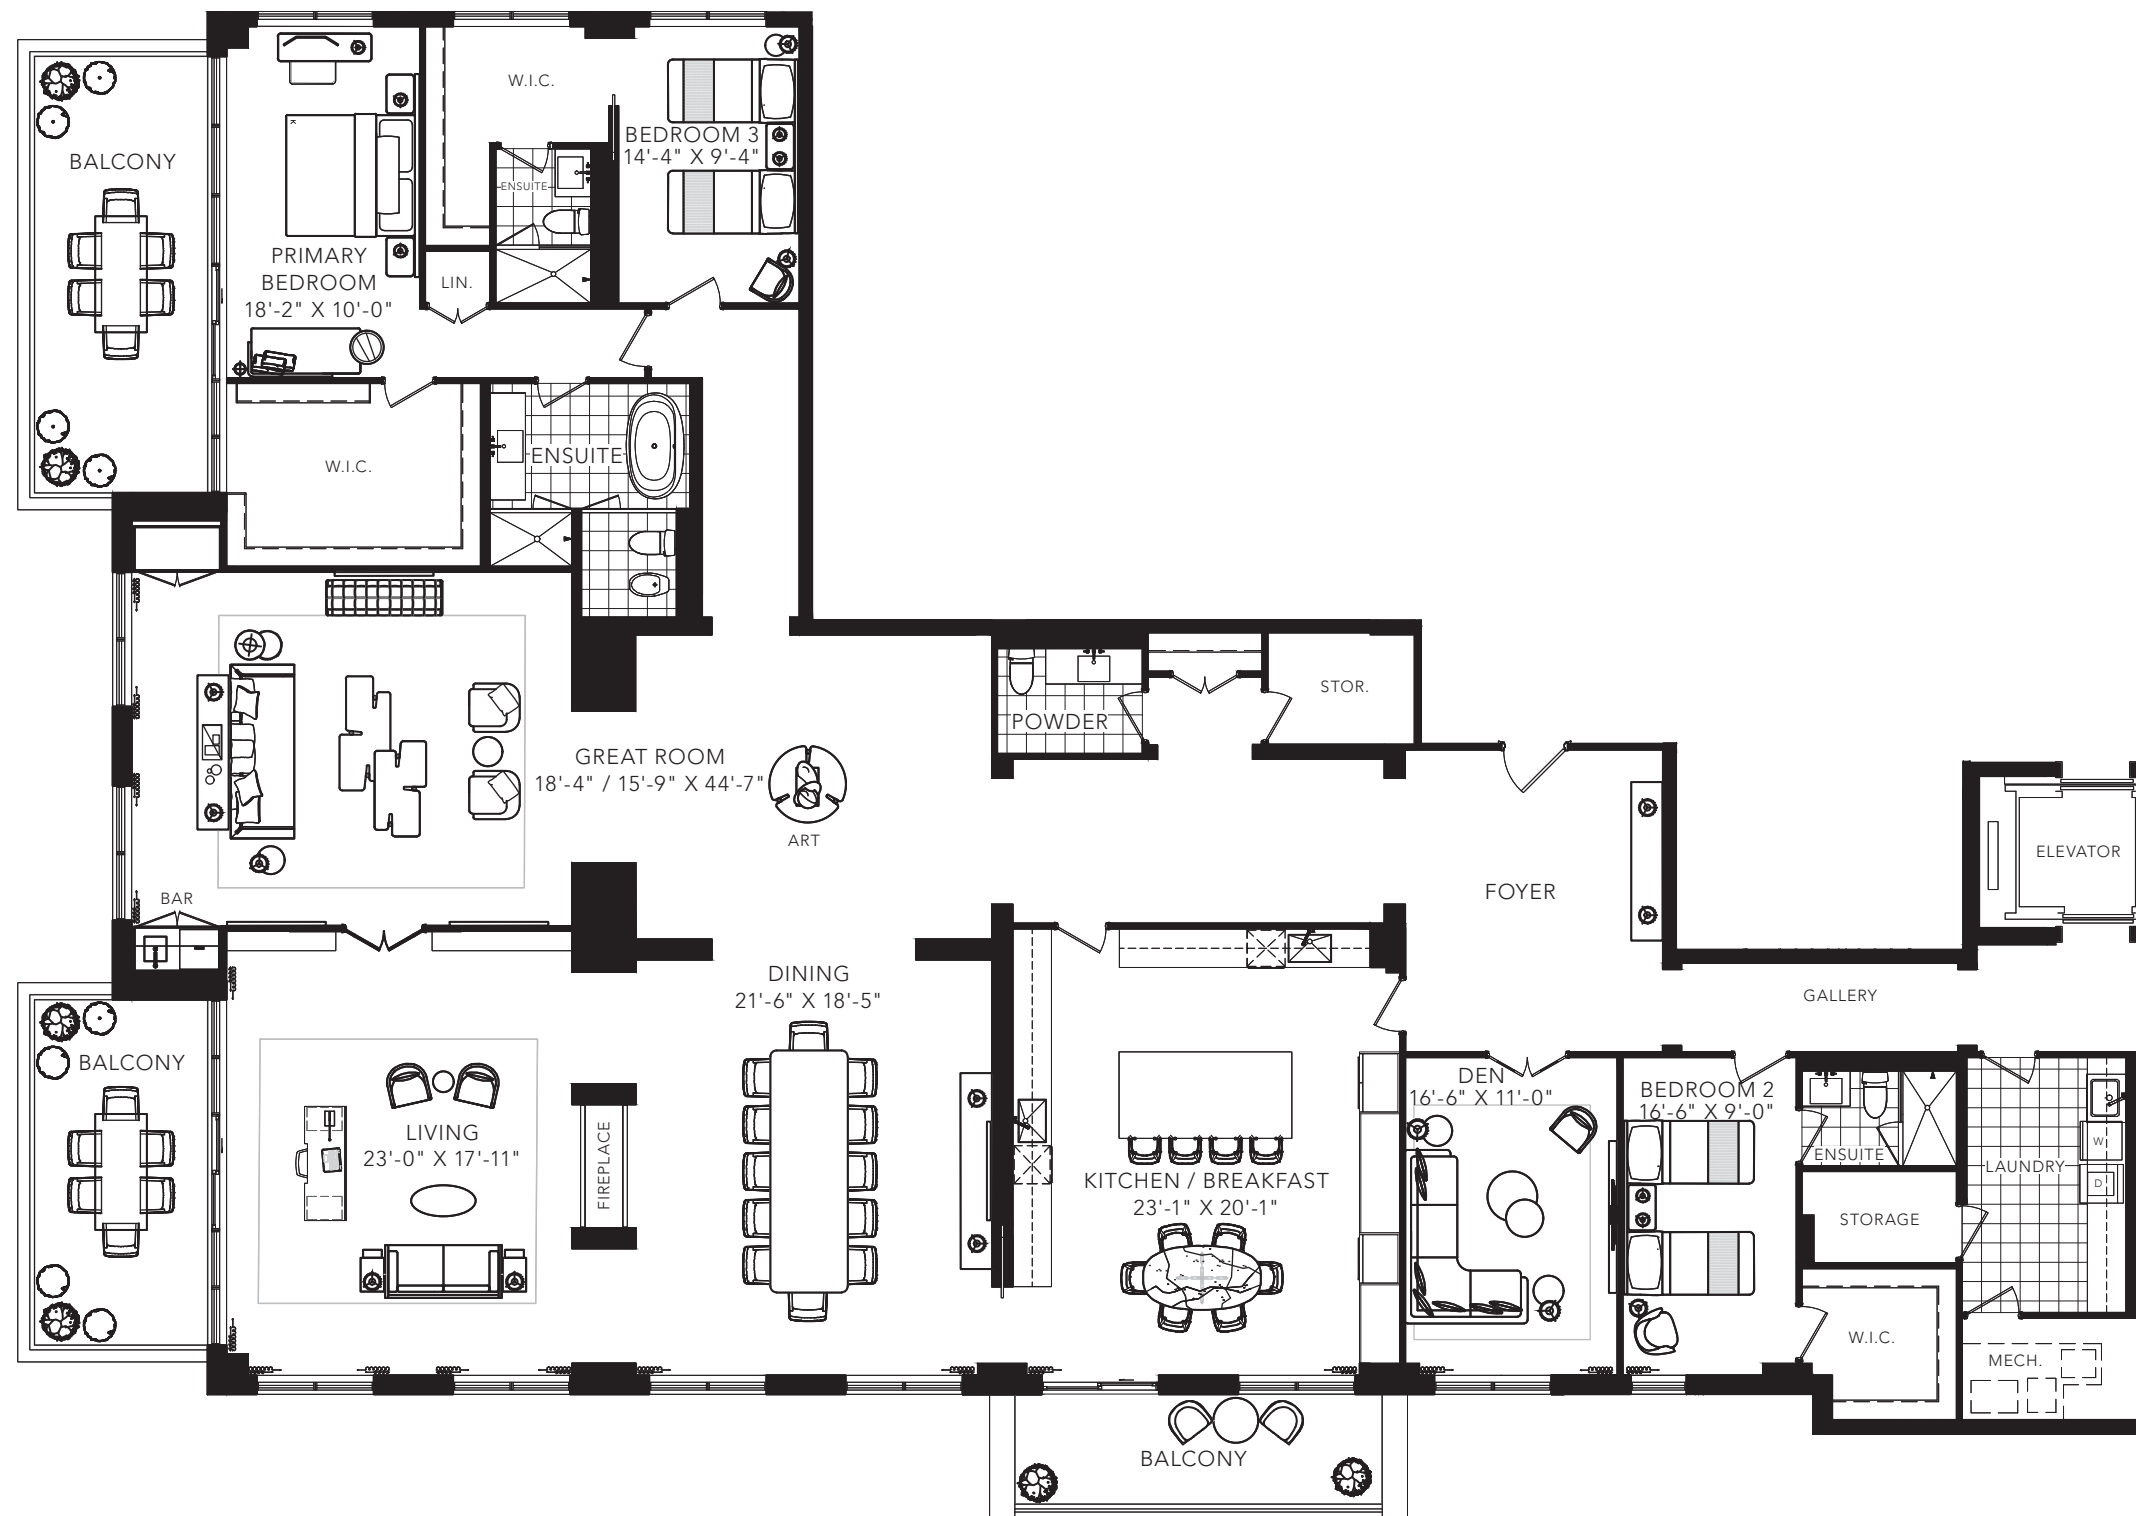 W.I.C.
BEDROOM 3
14'-4" X 9'-4"
BALCONY
ENSUITE
PRIMARY
BEDROOM
18'-2" X 10'-0"
LIN.
K
W.I.C.
ENSUITE
STOR.
POWDER
GREAT ROOM
18'-4" / 15'-9" X 44'-7"
ART
ELEVATOR
FOYER
BAR
DINING
21'-6" X 18'-5"
GALLERY
BALCONY
DEN
16'-6" X 11'-0"
BEDROOM 2
16'-6" X 9'-0"
LIVING
23'-0" X 17'-11"
FIREPLACE
W
ENSUITE
LAUNDRY
KITCHEN / BREAKFAST
23'-1" X 20'-1"
D
STORAGE
W.I.C.
MECH.
BALCONY